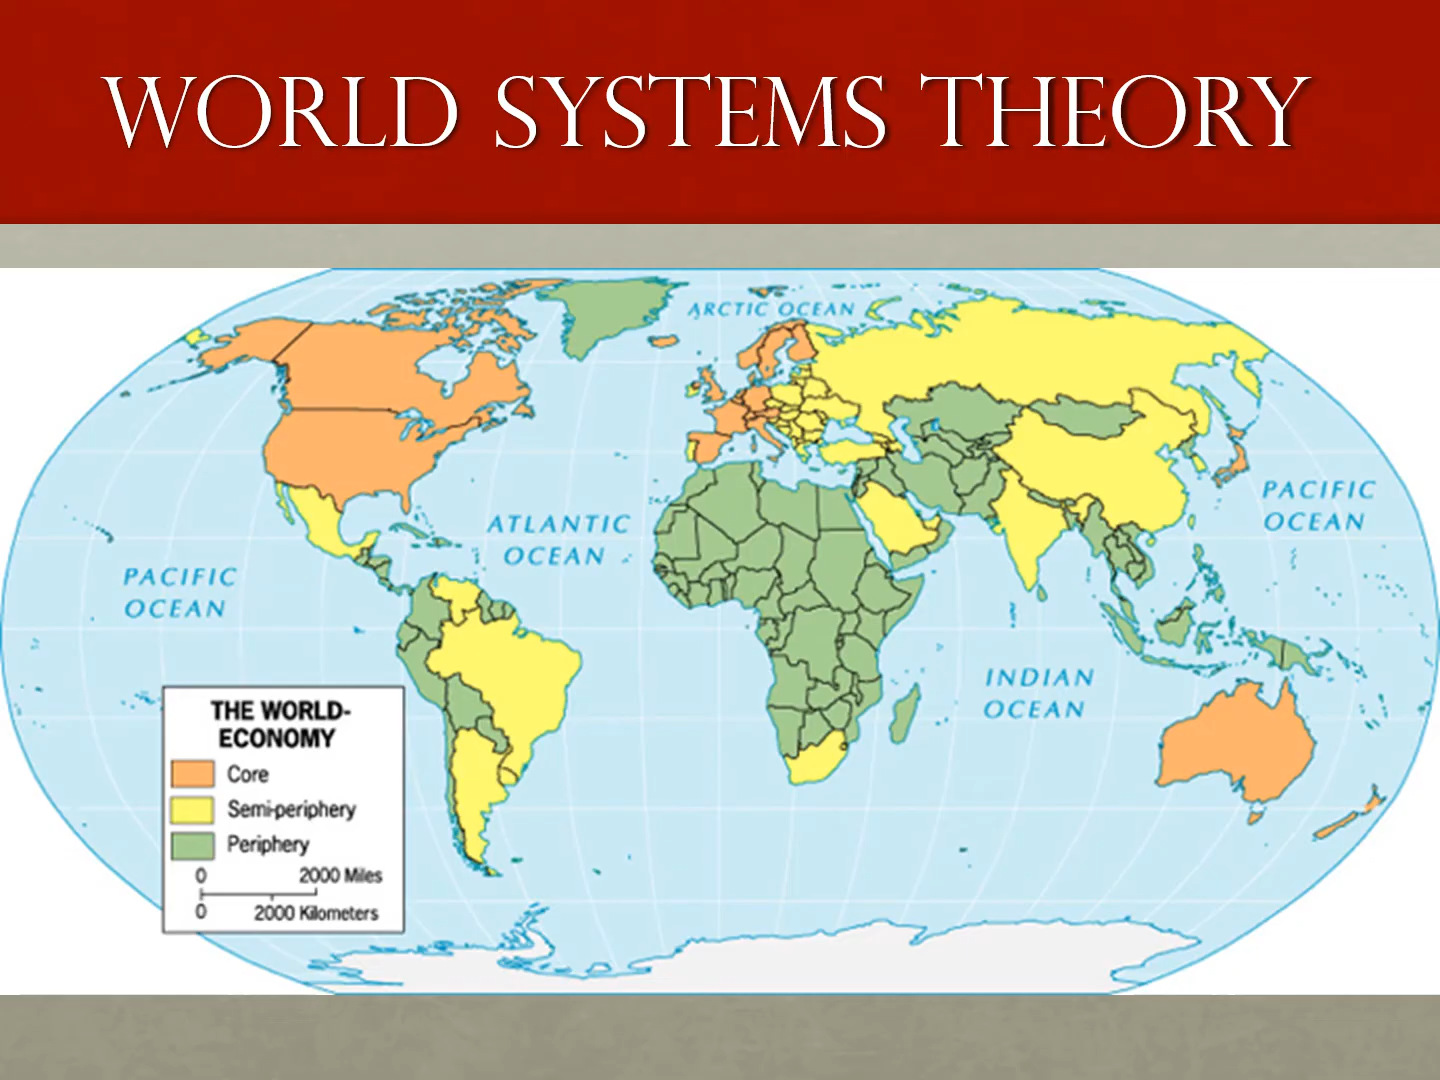 WORLD SYSTEMS THEORY
ARCTIC OCEAN
ATLANTIC
OCEAN
PACIFIC
OCEAN
PACIFIC
OCEAN
INDIAN
OCEAN
THE WORLD-
ECONOMY
Core
Semi-periphery
Periphery
0 2000 Miles
0 2000 Kilometers